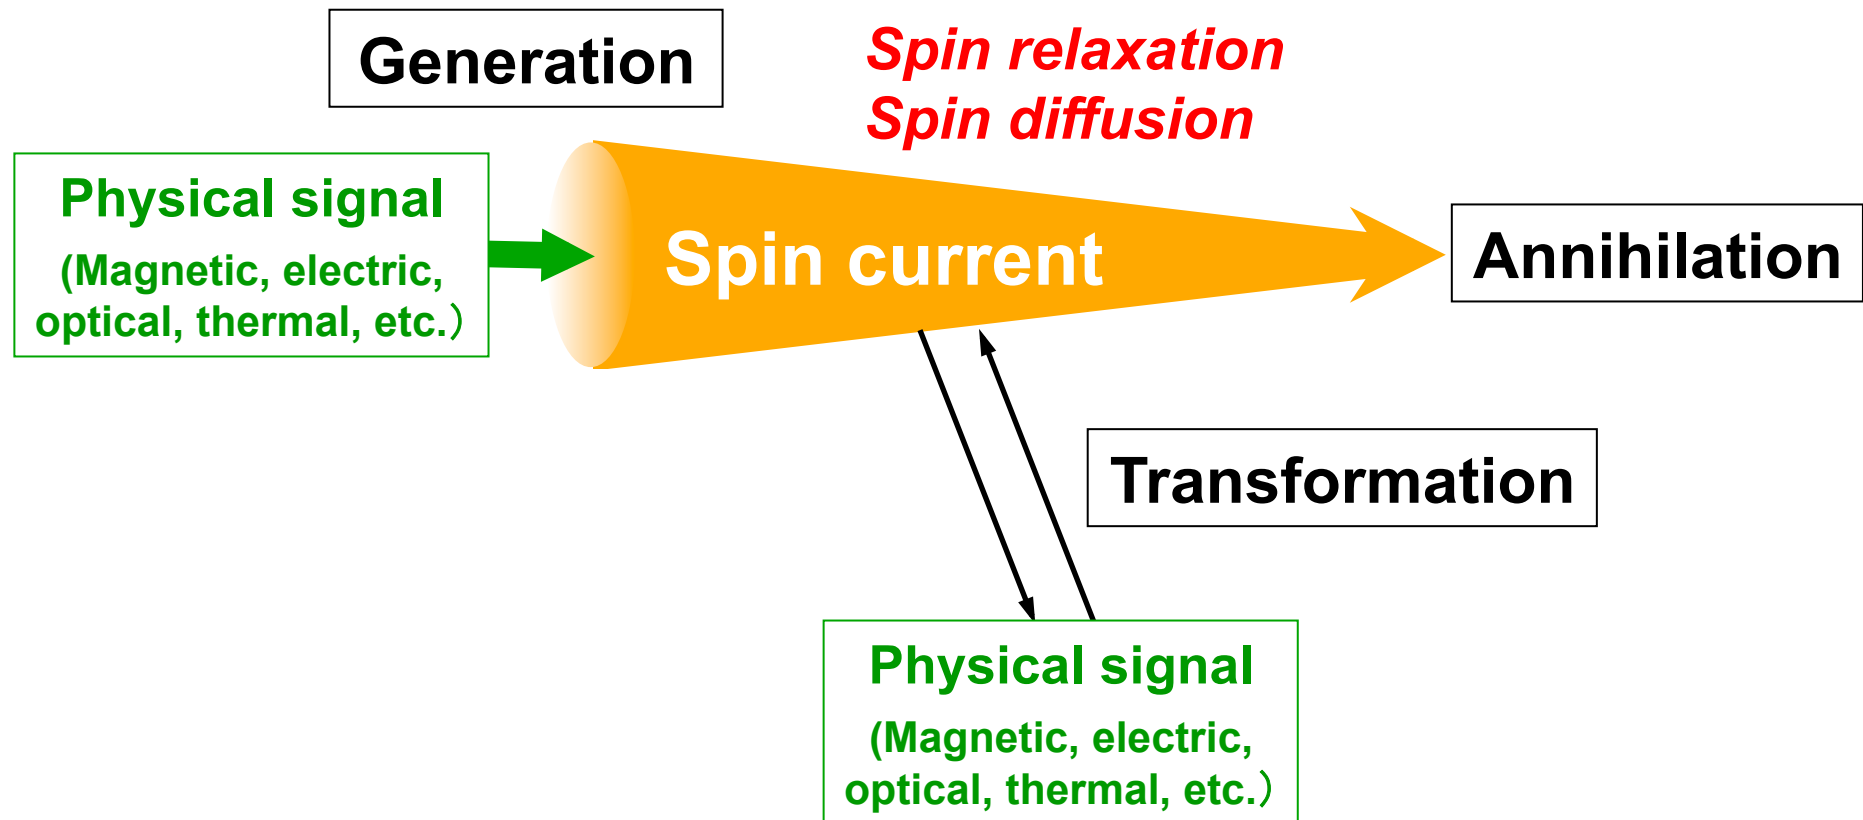 Generation
Spin relaxation
Spin diffusion
Physical signal
(Magnetic, electric,
optical, thermal, etc.）
Spin current
Annihilation
Transformation
Physical signal
(Magnetic, electric,
optical, thermal, etc.）